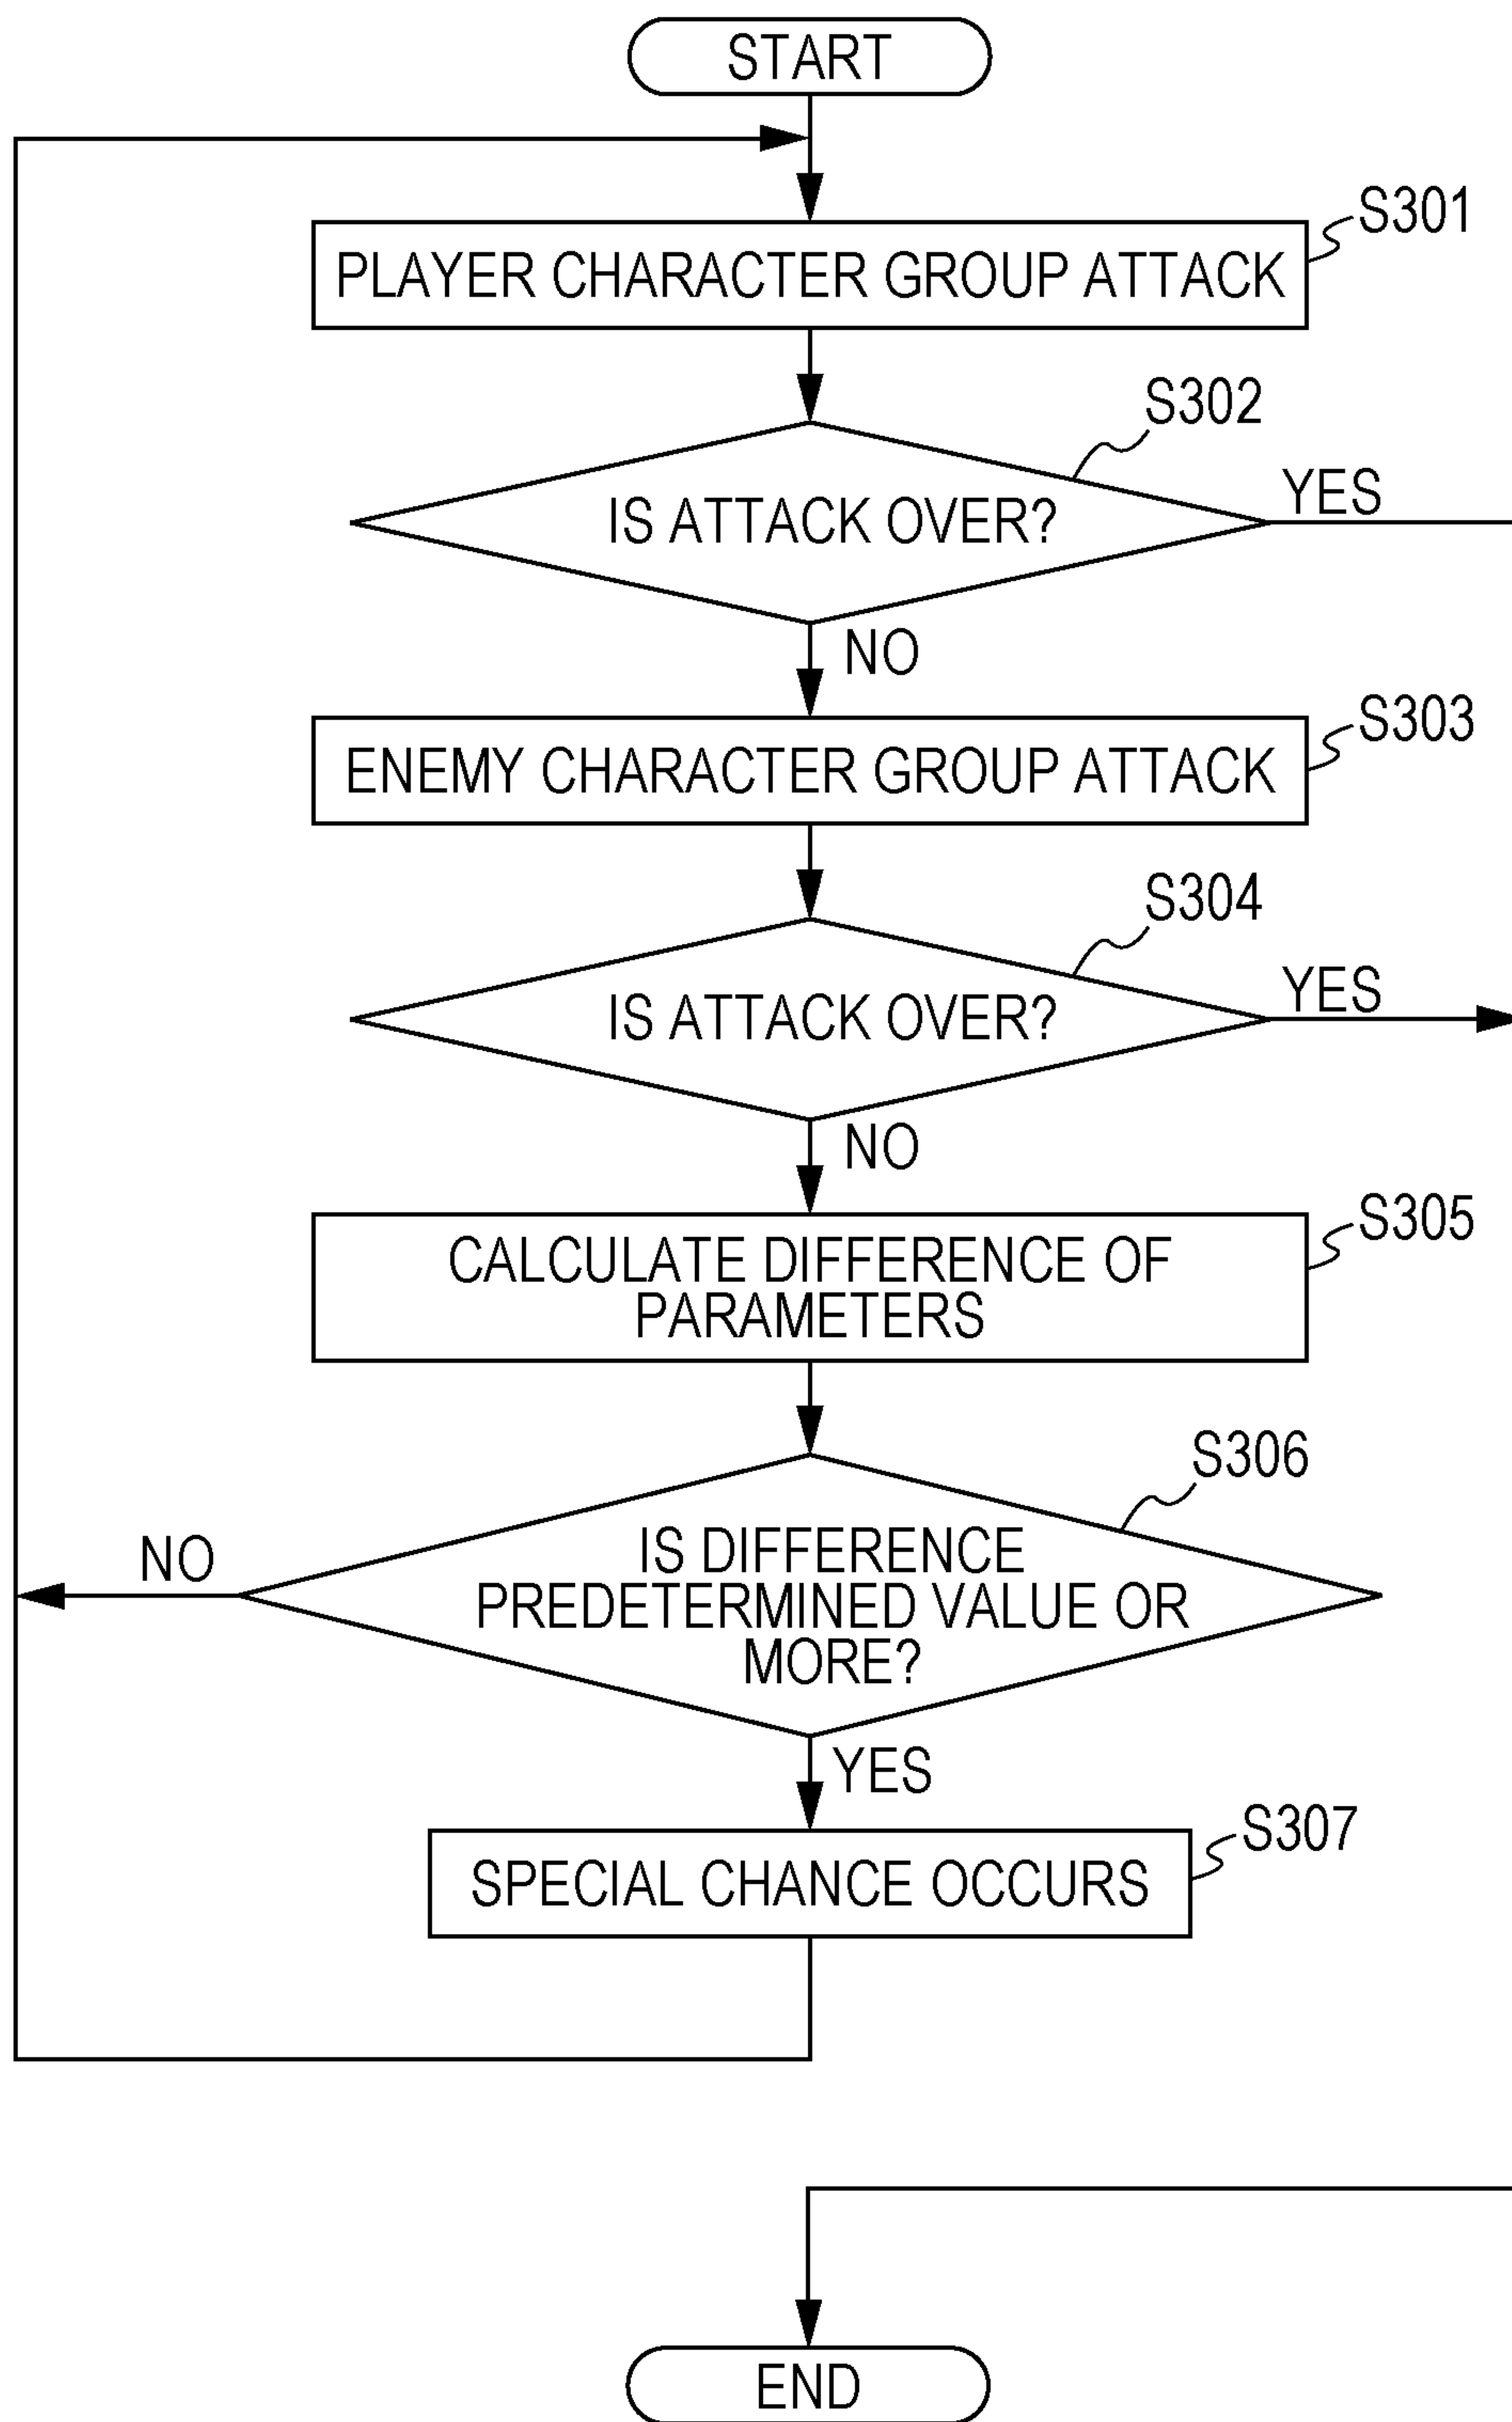 START
S301
PLAYER CHARACTER GROUP ATTACK
S302
IS ATTACK OVER?
YES
NO
S303
ENEMY CHARACTER GROUP ATTACK
S304
IS ATTACK OVER?
YES
NO
S305
CALCULATE DIFFERENCE OF
PARAMETERS
S306
IS DIFFERENCE
PREDETERMINED VALUE OR
MORE?
NO
YES
S307
SPECIAL CHANCE OCCURS
END